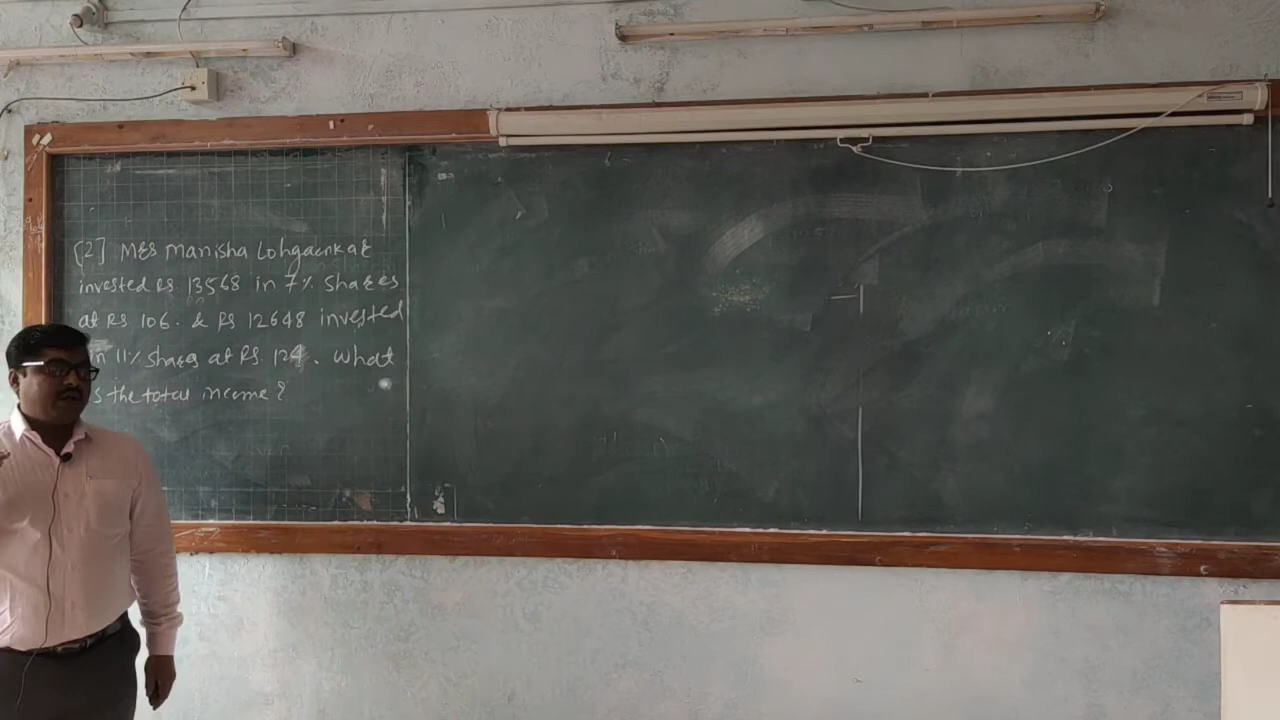 [2] Mrs Manisha Lohgaonkar
invested Rs 13568 in 7% shares
at Rs 106. & Rs 12648 invested
in 11% shares at Rs. 124. What
is the total income?